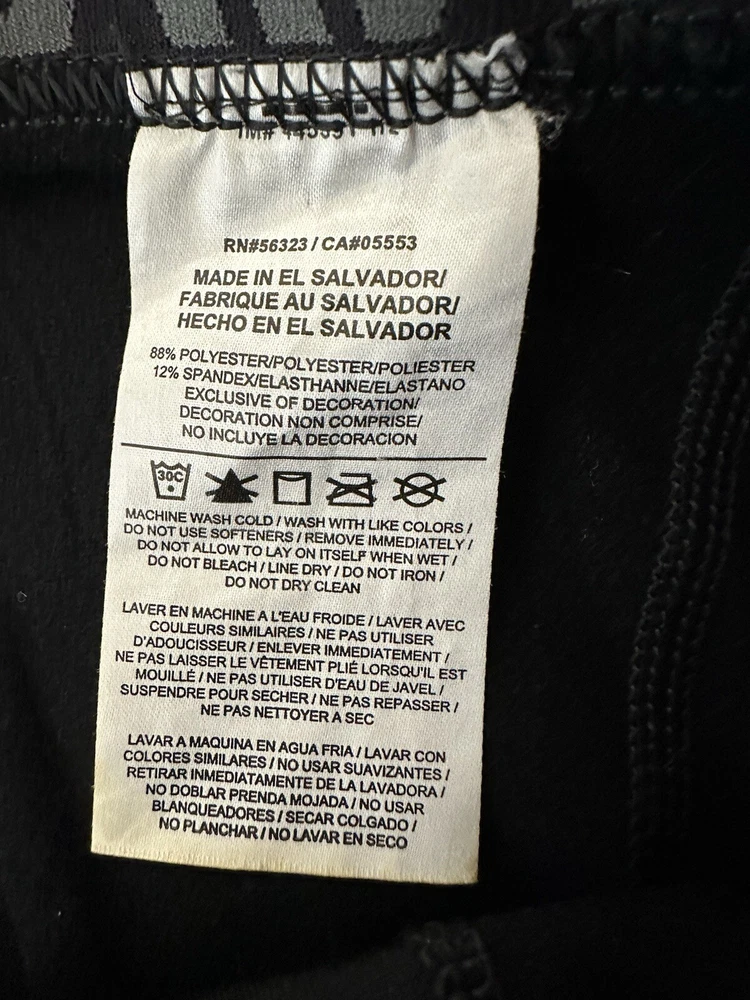 RN#56323 / CA#05553
MADE IN EL SALVADOR/
FABRIQUE AU SALVADOR/
HECHO EN EL SALVADOR
88% POLYESTER/POLYESTER/POLIESTER
12% SPANDEX/ELASTHANNE/ELASTANO
EXCLUSIVE OF DECORATION/
DECORATION NON COMPRISE/
NO INCLUYE LA DECORACION
30C
MACHINE WASH COLD / WASH WITH LIKE COLORS /
DO NOT USE SOFTENERS / REMOVE IMMEDIATELY /
DO NOT ALLOW TO LAY ON ITSELF WHEN WET /
DO NOT BLEACH / LINE DRY / DO NOT IRON /
DO NOT DRY CLEAN
LAVER EN MACHINE A L'EAU FROIDE / LAVER AVEC
COULEURS SIMILAIRES / NE PAS UTILISER
D'ADOUCISSEUR / ENLEVER IMMEDIATEMENT /
NE PAS LAISSER LE VÊTEMENT PLIÉ LORSQU'IL EST
MOUILLÉ / NE PAS UTILISER D'EAU DE JAVEL /
SUSPENDRE POUR SECHER / NE PAS REPASSER /
NE PAS NETTOYER A SEC
LAVAR A MAQUINA EN AGUA FRIA / LAVAR CON
COLORES SIMILARES / NO USAR SUAVIZANTES /
RETIRAR INMEDIATAMENTE DE LA LAVADORA /
NO DOBLAR PRENDA MOJADA / NO USAR
BLANQUEADORES / SECAR COLGADO /
NO PLANCHAR / NO LAVAR EN SECO